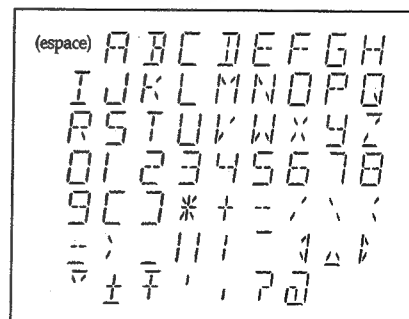 (espace) A B C D E F G H
I J K L M N O P Q
R S T U V W X Y Z
0 1 2 3 4 5 6 7 8
9 [ ] * + - / \
_
± ' , ? @